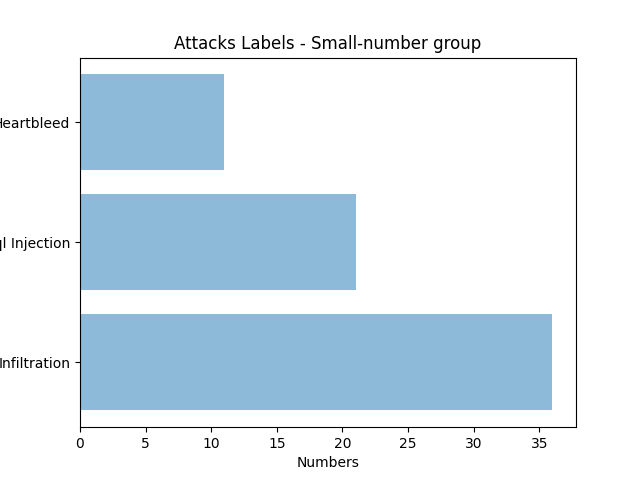 Attacks Labels - Small-number group
Heartbleed
ql Injection
Infiltration
0 5 10 15 20 25 30 35
Numbers